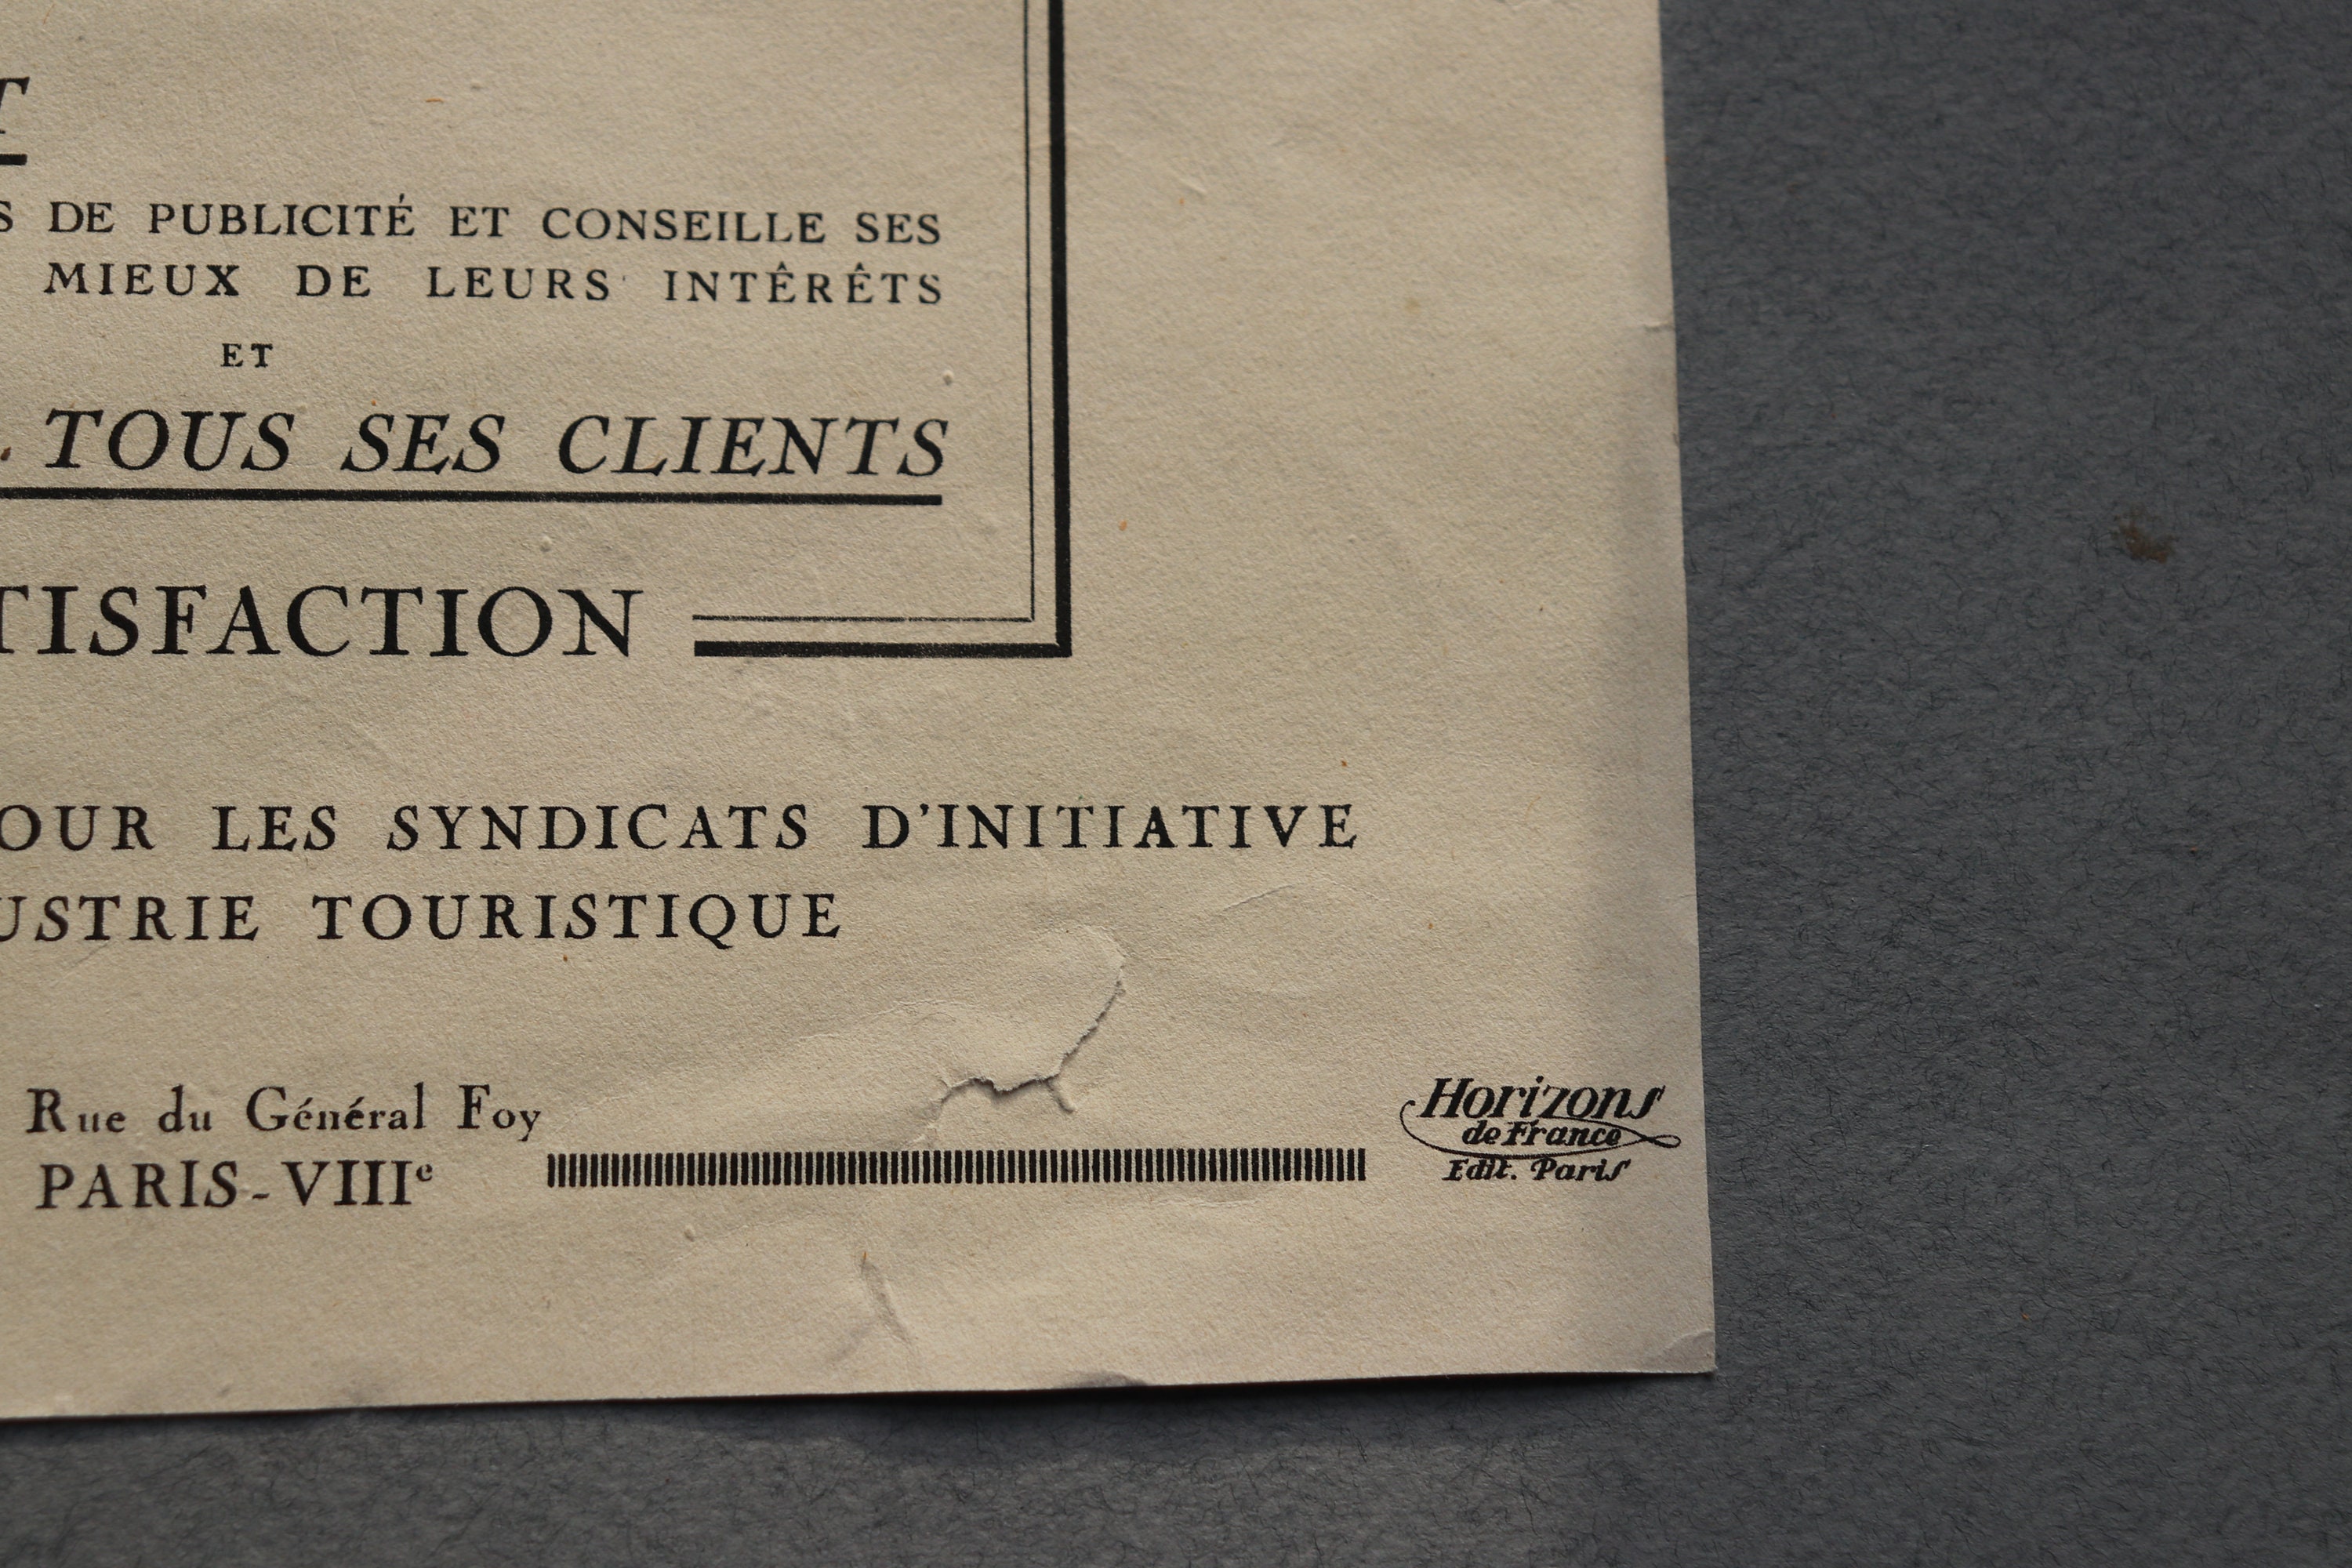 T
S DE PUBLICITÉ ET CONSEILLE SES
MIEUX DE LEURS INTÊRÊTS
ET
TOUS SES CLIENTS
TISFACTION
OUR LES SYNDICATS D'INITIATIVE
USTRIE TOURISTIQUE
Rue du Général Foy
PARIS-VIIIe
Horizons
de France
Edit. Paris